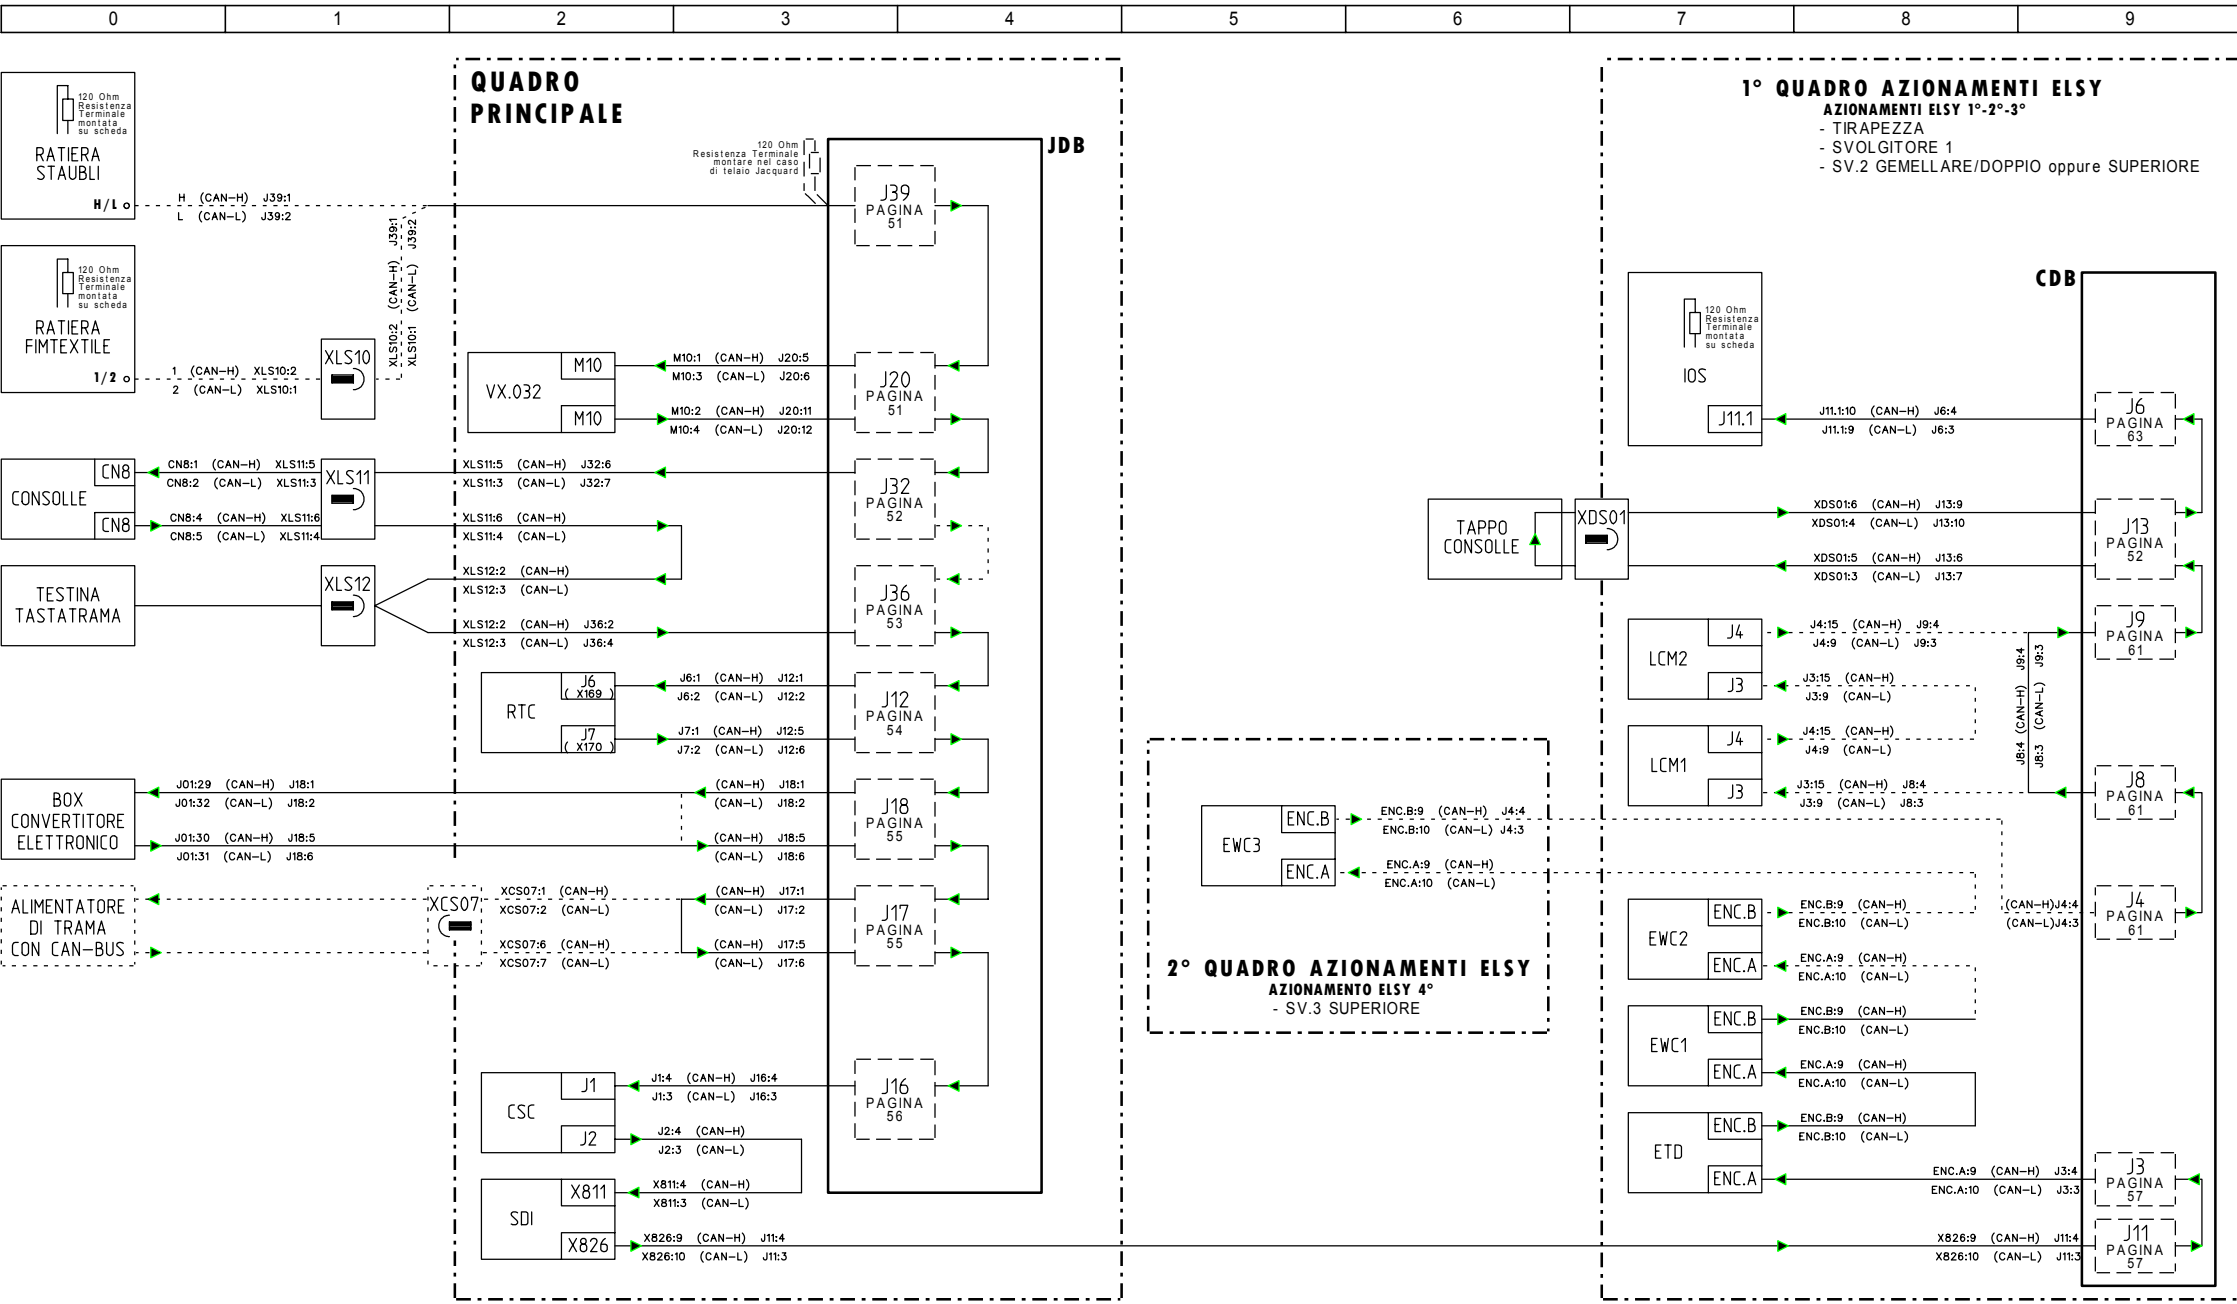 0 1 2 3 4 5 6 7 8 9
120 Ohm
Resistenza
Terminale
montata
su scheda
RATIERA
STAUBLI
H/L
H (CAN-H) J39:1
L (CAN-L) J39:2
120 Ohm
Resistenza
Terminale
montata
su scheda
RATIERA
FIMTEXTILE
1/2
1 (CAN-H) XLS10:2
2 (CAN-L) XLS10:1
XLS10
XLS10:2 (CAN-H) J39:1
XLS10:1 (CAN-L) J39:2
CONSOLLE
CN8
CN8
CN8:1 (CAN-H) XLS11:5
CN8:2 (CAN-L) XLS11:3
CN8:4 (CAN-H) XLS11:6
CN8:5 (CAN-L) XLS11:4
XLS11
TESTINA
TASTATRAMA
XLS12
BOX
CONVERTITORE
ELETTRONICO
J01:29 (CAN-H) J18:1
J01:32 (CAN-L) J18:2
J01:30 (CAN-H) J18:5
J01:31 (CAN-L) J18:6
ALIMENTATORE
DI TRAMA
CON CAN-BUS
XCS07
QUADRO
PRINCIPALE
120 Ohm
Resistenza Terminale
montare nel caso
di telaio Jacquard
JDB
J39
PAGINA
51
VX.032
M10
M10
M10:1 (CAN-H) J20:5
M10:3 (CAN-L) J20:6
M10:2 (CAN-H) J20:11
M10:4 (CAN-L) J20:12
J20
PAGINA
51
XLS11:5 (CAN-H) J32:6
XLS11:3 (CAN-L) J32:7
XLS11:6 (CAN-H)
XLS11:4 (CAN-L)
J32
PAGINA
52
XLS12:2 (CAN-H)
XLS12:3 (CAN-L)
XLS12:2 (CAN-H) J36:2
XLS12:3 (CAN-L) J36:4
J36
PAGINA
53
RTC
J6
( X169 )
J7
( X170 )
J6:1 (CAN-H) J12:1
J6:2 (CAN-L) J12:2
J7:1 (CAN-H) J12:5
J7:2 (CAN-L) J12:6
J12
PAGINA
54
(CAN-H) J18:1
(CAN-L) J18:2
(CAN-H) J18:5
(CAN-L) J18:6
J18
PAGINA
55
XCS07:1 (CAN-H)
XCS07:2 (CAN-L)
XCS07:6 (CAN-H)
XCS07:7 (CAN-L)
(CAN-H) J17:1
(CAN-L) J17:2
(CAN-H) J17:5
(CAN-L) J17:6
J17
PAGINA
55
CSC
J1
J2
J1:4 (CAN-H) J16:4
J1:3 (CAN-L) J16:3
J2:4 (CAN-H)
J2:3 (CAN-L)
J16
PAGINA
56
SDI
X811
X826
X811:4 (CAN-H)
X811:3 (CAN-L)
X826:9 (CAN-H) J11:4
X826:10 (CAN-L) J11:3
EWC3
ENC.B
ENC.A
ENC.B:9 (CAN-H) J4:4
ENC.B:10 (CAN-L) J4:3
ENC.A:9 (CAN-H)
ENC.A:10 (CAN-L)
2° QUADRO AZIONAMENTI ELSY
AZIONAMENTO ELSY 4°
- SV.3 SUPERIORE
1° QUADRO AZIONAMENTI ELSY
AZIONAMENTI ELSY 1°-2°-3°
- TIRAPEZZA
- SVOLGITORE 1
- SV.2 GEMELLARE/DOPPIO oppure SUPERIORE
CDB
120 Ohm
Resistenza
Terminale
montata
su scheda
IOS
J11.1
J11.1:10 (CAN-H) J6:4
J11.1:9 (CAN-L) J6:3
J6
PAGINA
63
TAPPO
CONSOLLE
XDS01
XDS01:6 (CAN-H) J13:9
XDS01:4 (CAN-L) J13:10
XDS01:5 (CAN-H) J13:6
XDS01:3 (CAN-L) J13:7
J13
PAGINA
52
LCM2
J4
J3
J4:15 (CAN-H) J9:4
J4:9 (CAN-L) J9:3
J3:15 (CAN-H)
J3:9 (CAN-L)
J9
PAGINA
61
J8:4 (CAN-H) J9:4
J8:3 (CAN-L) J9:3
LCM1
J4
J3
J4:15 (CAN-H)
J4:9 (CAN-L)
J3:15 (CAN-H) J8:4
J3:9 (CAN-L) J8:3
J8
PAGINA
61
EWC2
ENC.B
ENC.A
ENC.B:9 (CAN-H)
ENC.B:10 (CAN-L)
ENC.A:9 (CAN-H)
ENC.A:10 (CAN-L)
(CAN-H)J4:4
(CAN-L)J4:3
J4
PAGINA
61
EWC1
ENC.B
ENC.A
ENC.B:9 (CAN-H)
ENC.B:10 (CAN-L)
ENC.A:9 (CAN-H)
ENC.A:10 (CAN-L)
ETD
ENC.B
ENC.A
ENC.B:9 (CAN-H)
ENC.B:10 (CAN-L)
ENC.A:9 (CAN-H) J3:4
ENC.A:10 (CAN-L) J3:3
J3
PAGINA
57
X826:9 (CAN-H) J11:4
X826:10 (CAN-L) J11:3
J11
PAGINA
57